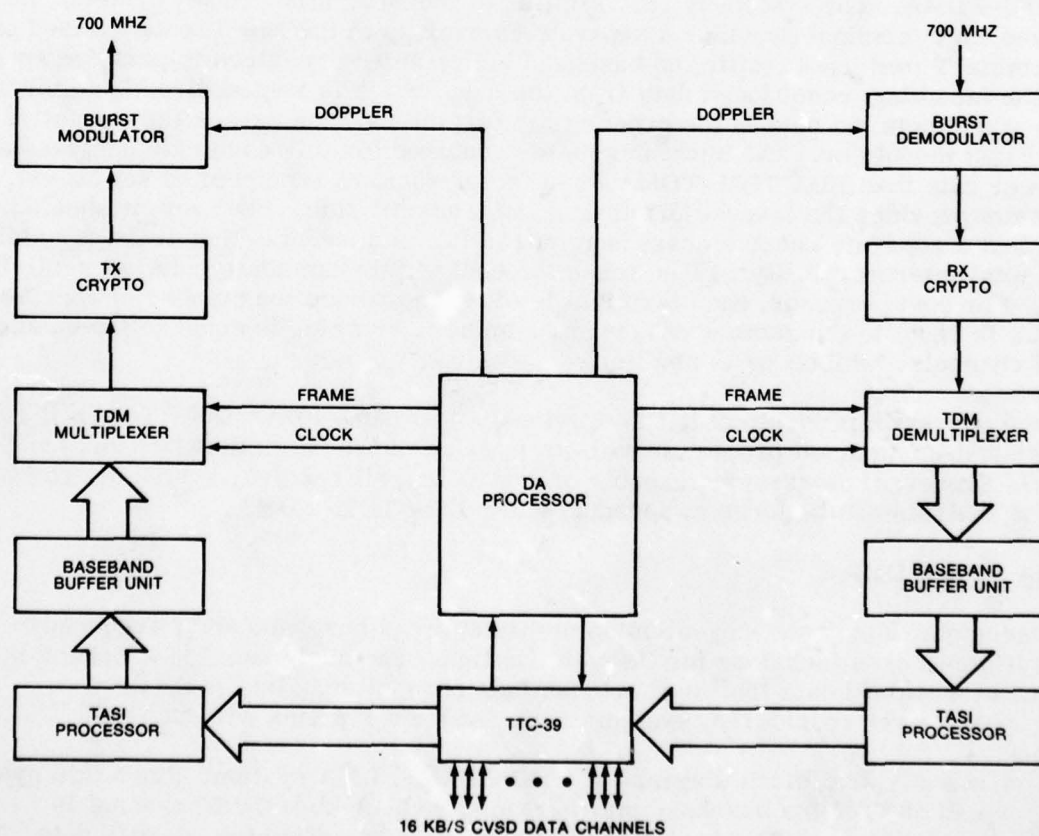 700 MHZ
700 MHZ
BURST
MODULATOR
DOPPLER
DOPPLER
BURST
DEMODULATOR
TX
CRYPTO
RX
CRYPTO
TDM
MULTIPLEXER
FRAME
CLOCK
DA
PROCESSOR
FRAME
CLOCK
TDM
DEMULTIPLEXER
BASEBAND
BUFFER UNIT
BASEBAND
BUFFER UNIT
TASI
PROCESSOR
TTC-39
TASI
PROCESSOR
16 KB/S CVSD DATA CHANNELS